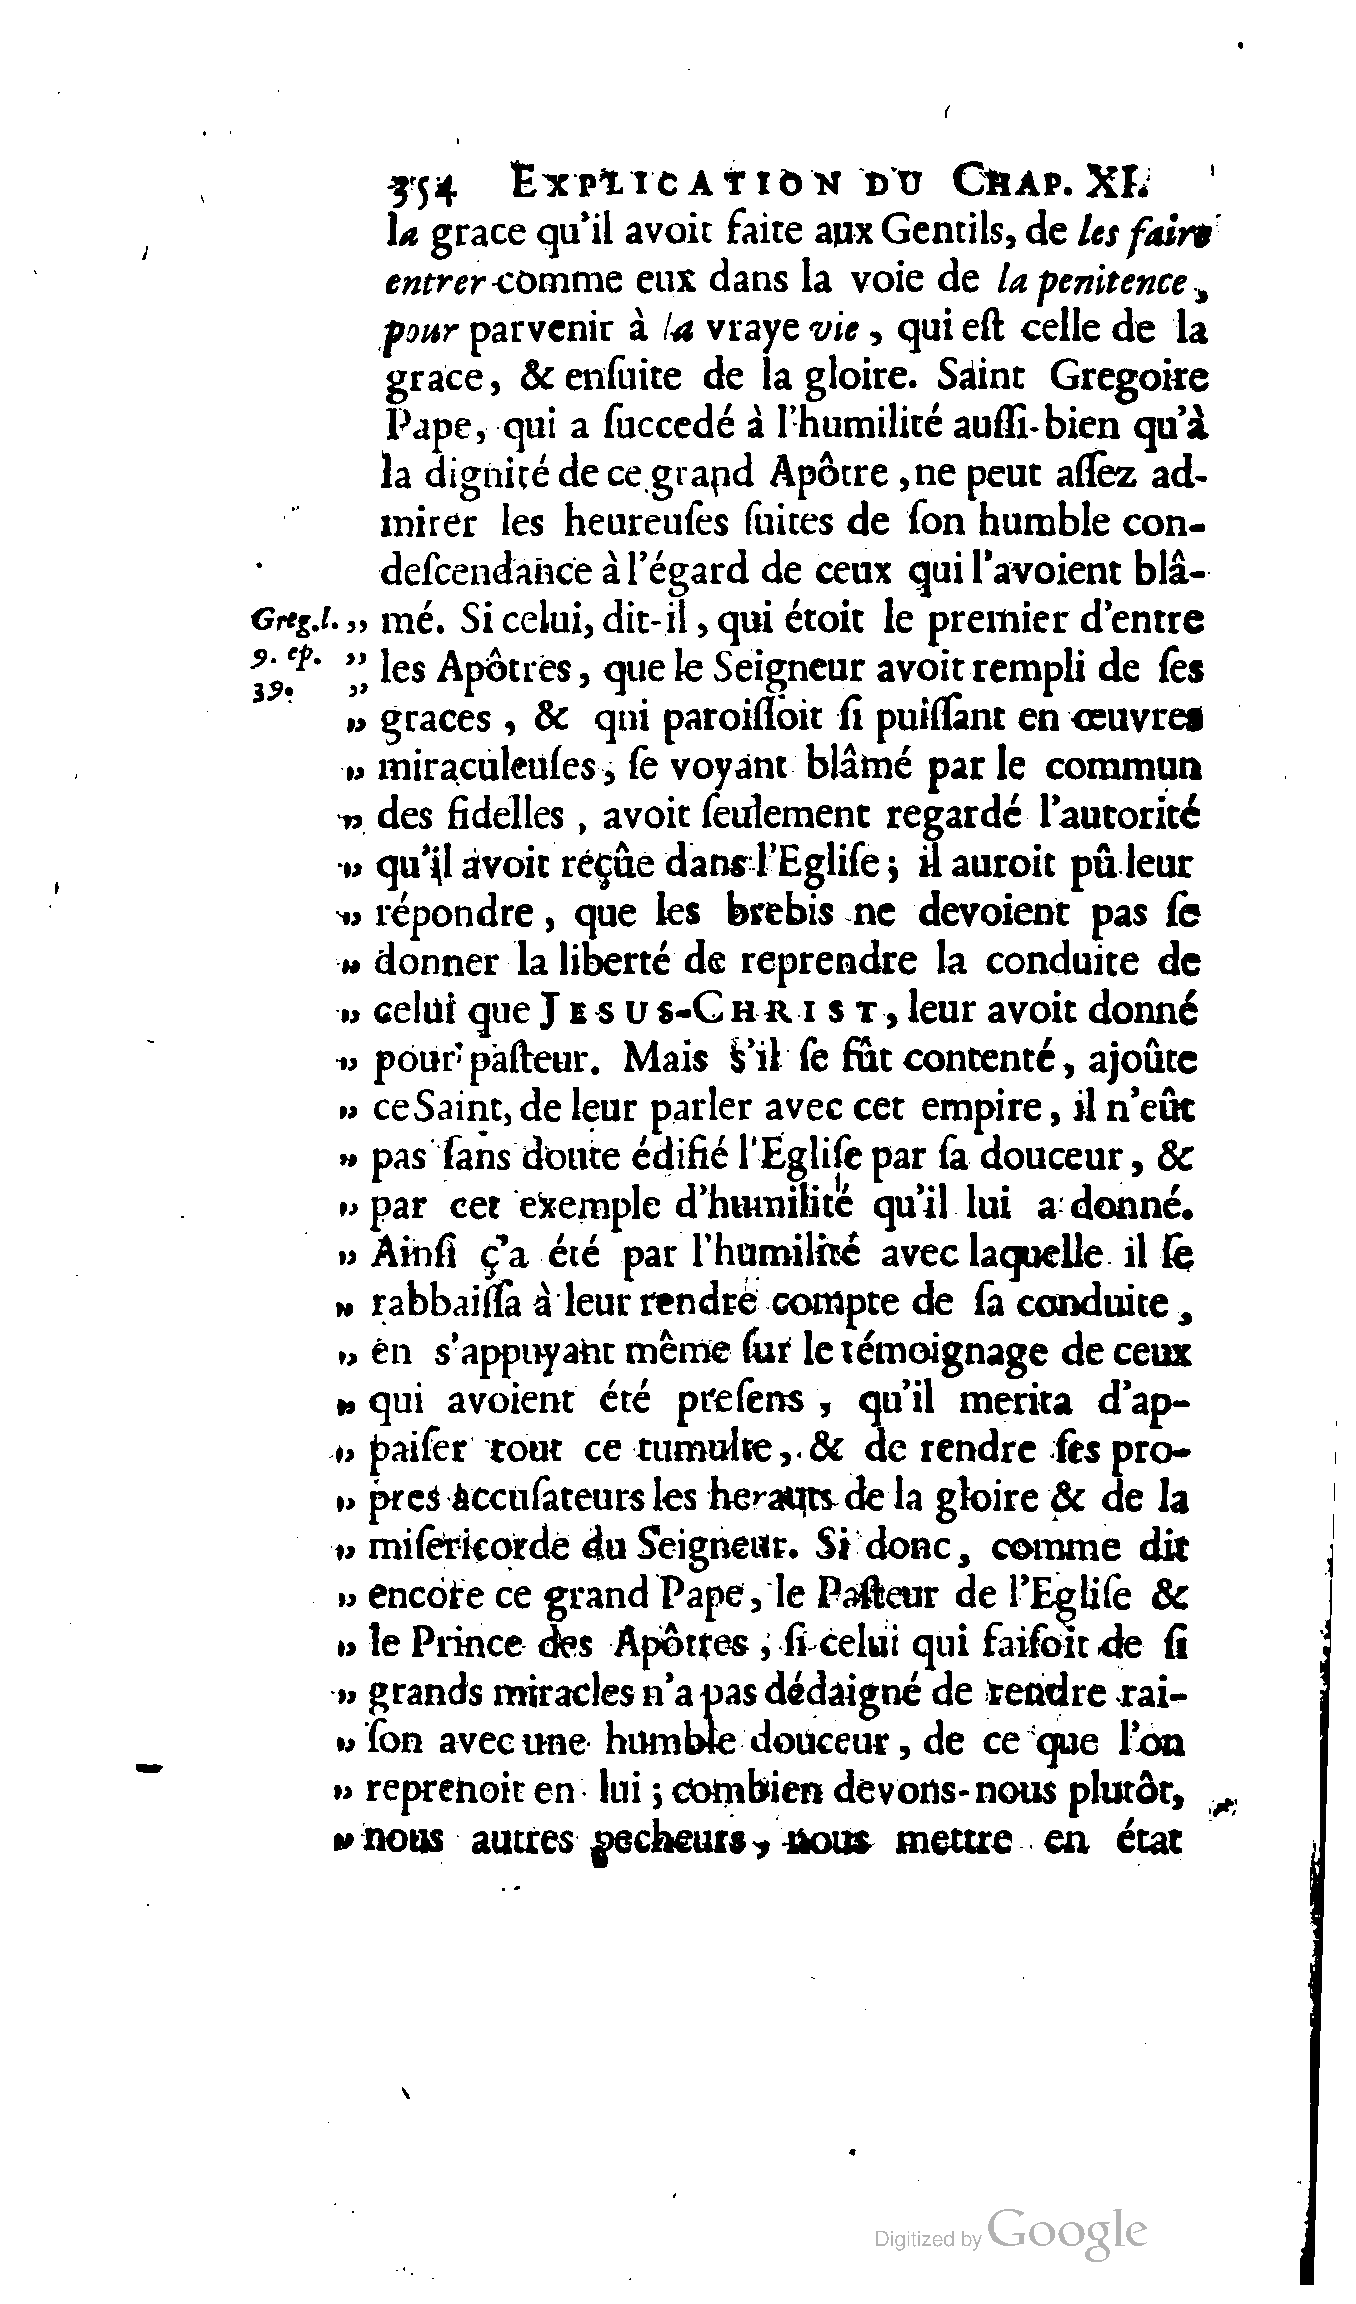 354 EXPLICATION DU CHAP. XI.
la grace qu'il avoit faite aux Gentils, de les faire
entrer comme eux dans la voie de la penitence,
pour parvenir à la vraye vie, qui est celle de la
grace, & enſuite de la gloire. Saint Gregoire
Pape, qui a ſuccedé à l'humilité auſſi-bien qu'à
la dignité de ce grand Apôtre, ne peut aſſez ad-
mirer les heureuſes ſuites de ſon humble con-
deſcendance à l'égard de ceux qui l'avoient blâ-
Greg. l. „ mé. Si celui, dit-il, qui étoit le premier d'entre
9. ep. „ les Apôtres, que le Seigneur avoit rempli de ſes
39. „ graces, & qui paroiſſoit ſi puiſſant en œuvres
„ miraculeuſes, ſe voyant blâmé par le commun
„ des fidelles, avoit ſeulement regardé l'autorité
„ qu'il avoit reçûe dans l'Egliſe; il auroit pû leur
„ répondre, que les brebis ne devoient pas ſe
„ donner la liberté de reprendre la conduite de
„ celui que JESUS-CHRIST, leur avoit donné
„ pour paſteur. Mais s'il ſe fût contenté, ajoûte
„ ce Saint, de leur parler avec cet empire, il n'eût
„ pas ſans doute édifié l'Egliſe par ſa douceur, &
„ par cet exemple d'humilité qu'il lui a donné.
„ Ainſi ç'a été par l'humilité avec laquelle il ſe
„ rabbaiſſa à leur rendre compte de ſa conduite,
„ en s'appuyant même ſur le témoignage de ceux
„ qui avoient été preſens, qu'il merita d'ap-
„ paiſer tout ce tumulte, & de rendre ſes pro-
„ pres accuſateurs les herauts de la gloire & de la
„ miſericorde du Seigneur. Si donc, comme dit
„ encore ce grand Pape, le Paſteur de l'Egliſe &
„ le Prince des Apôtres, ſi celui qui faiſoit de ſi
„ grands miracles n'a pas dédaigné de rendre rai-
„ ſon avec une humble douceur, de ce que l'on
„ reprenoit en lui; combien devons-nous plutôt,
„ nous autres pecheurs, nous mettre en état
Digitized by Google